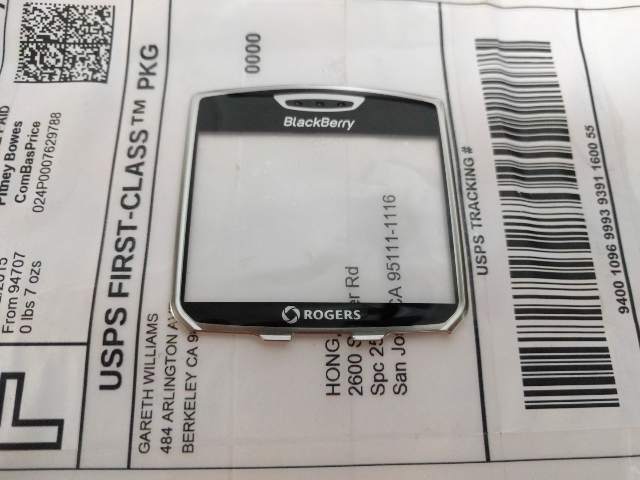 PAID
Pitney Bowes
ComBasPrice
024P0007629788
2015
From 94707
0 lbs 7 ozs
USPS FIRST-CLASS™ PKG
0000
GARETH WILLIAMS
484 ARLINGTON
BERKELEY CA
BlackBerry
ROGERS
HONG,
2600 Rd
Spc CA 95111-1116
San Jo
USPS TRACKING #
9400 1096 9993 9391 1600 55